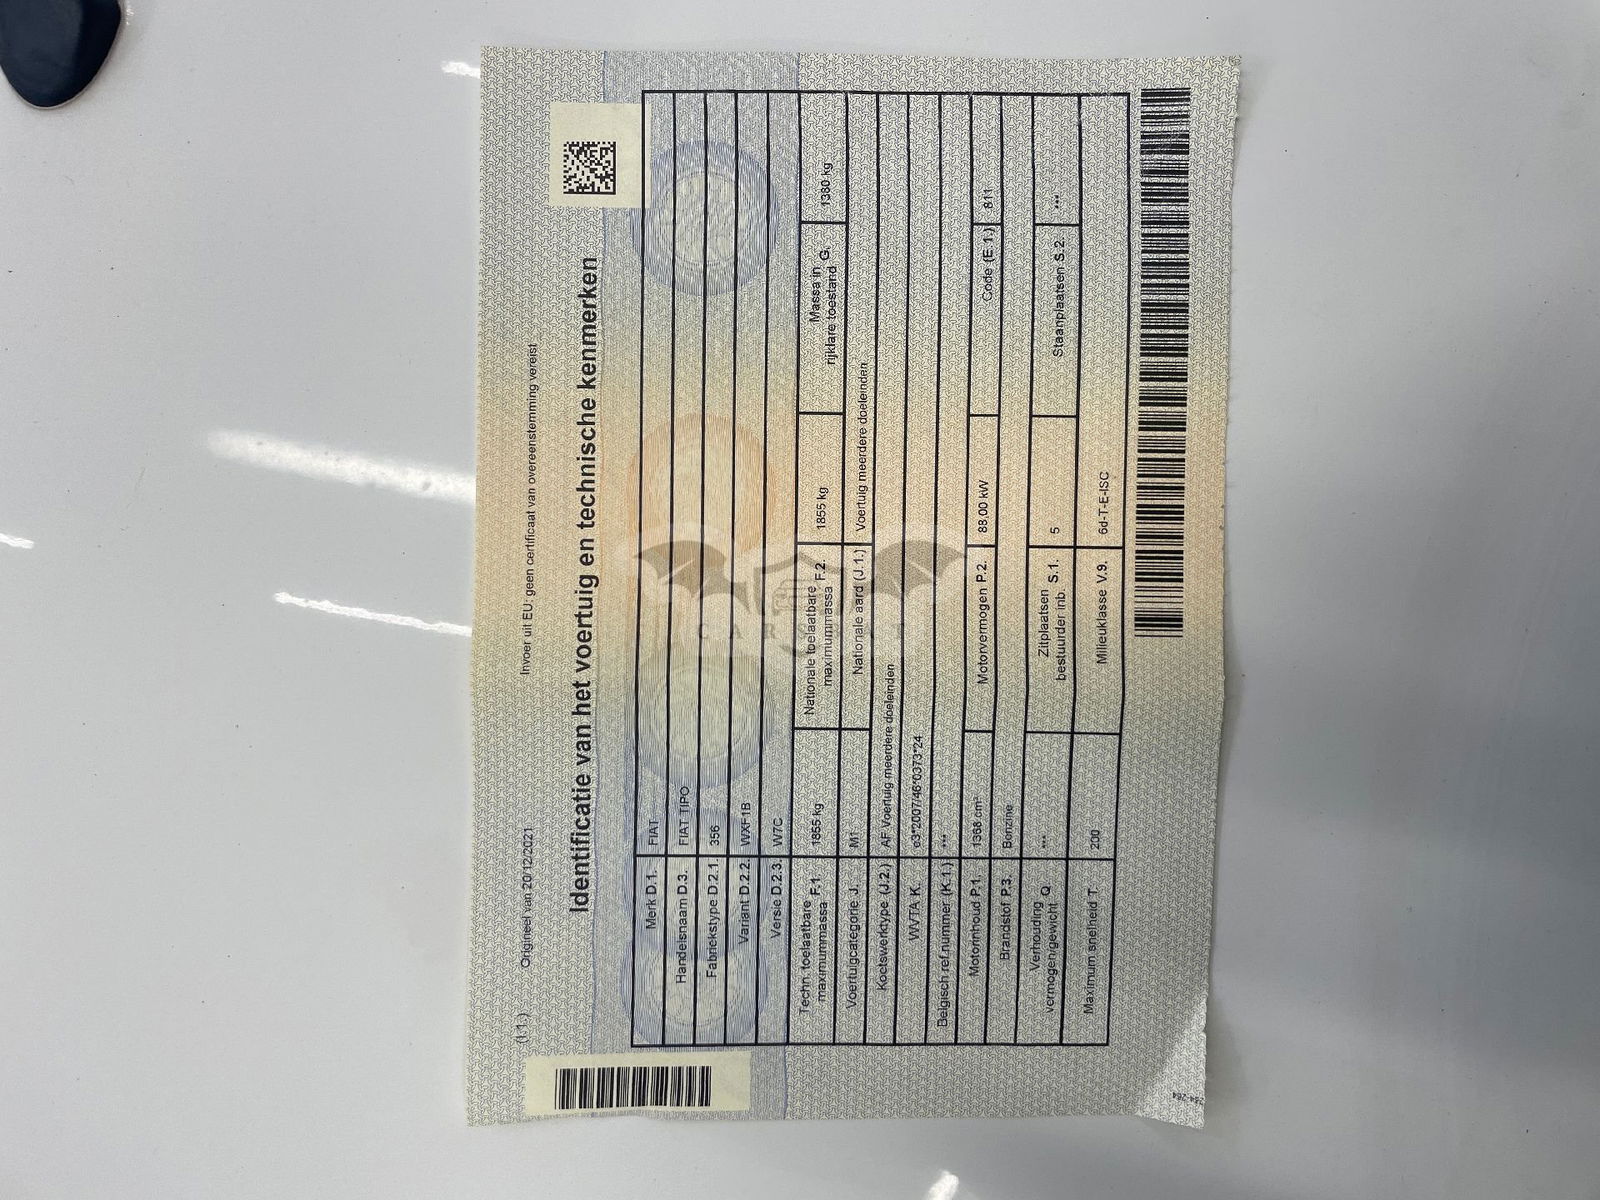 (I.1.) Origineel van 20/12/2021 Invoer uit EU: geen certificaat van overeenstemming vereist
Identificatie van het voertuig en technische kenmerken
Merk D.1. FIAT
Handelsnaam D.3. FIAT TIPO
Fabriekstype D.2.1. 356
Variant D.2.2. WXF1B
Versie D.2.3. W7C
Techn. toelaatbare maximummassa F.1. 1855 kg
Nationale toelaatbare maximummassa F.2. 1855 kg
Massa in rijklare toestand G. 1380 kg
Voertuigcategorie J. M1
Nationale aard (J.1.) Voertuig meerdere doeleinden
Koetswerktype (J.2.) AF Voertuig meerdere doeleinden
WVTA K. e3*2007/46*0373*24
Belgisch ref.nummer (K.1.) ***
Motorinhoud P.1. 1368 cm³
Motorvermogen P.2. 88,00 kW
Code (E.1.) 811
Brandstof P.3. Benzine
Verhouding vermogen/gewicht Q ***
Zitplaatsen bestuurder inb. S.1. 5
Staanplaatsen S.2. ***
Maximum snelheid T. 200
Milieuklasse V.9. 6d-T-E-ISC